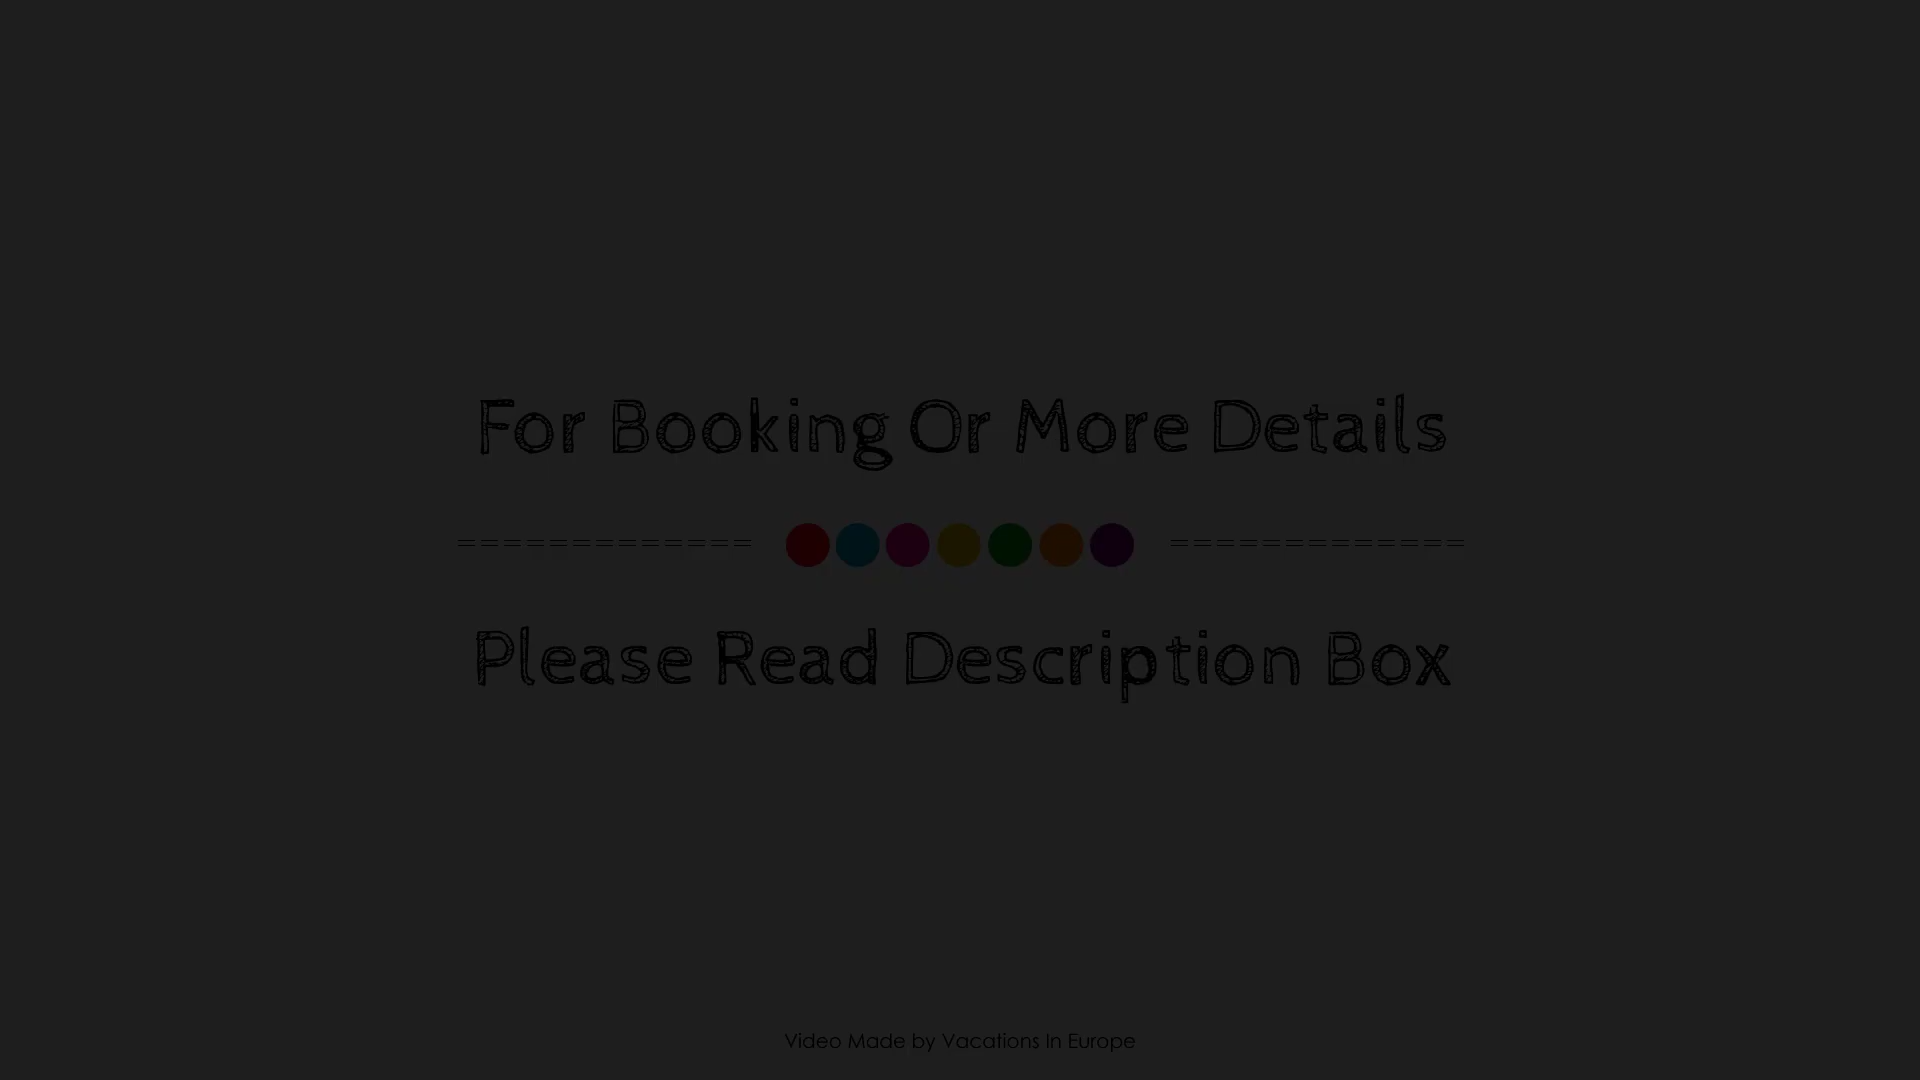 For Booking Or More Details
============= =============
Please Read Description Box
Video Made by Vacations In Europe